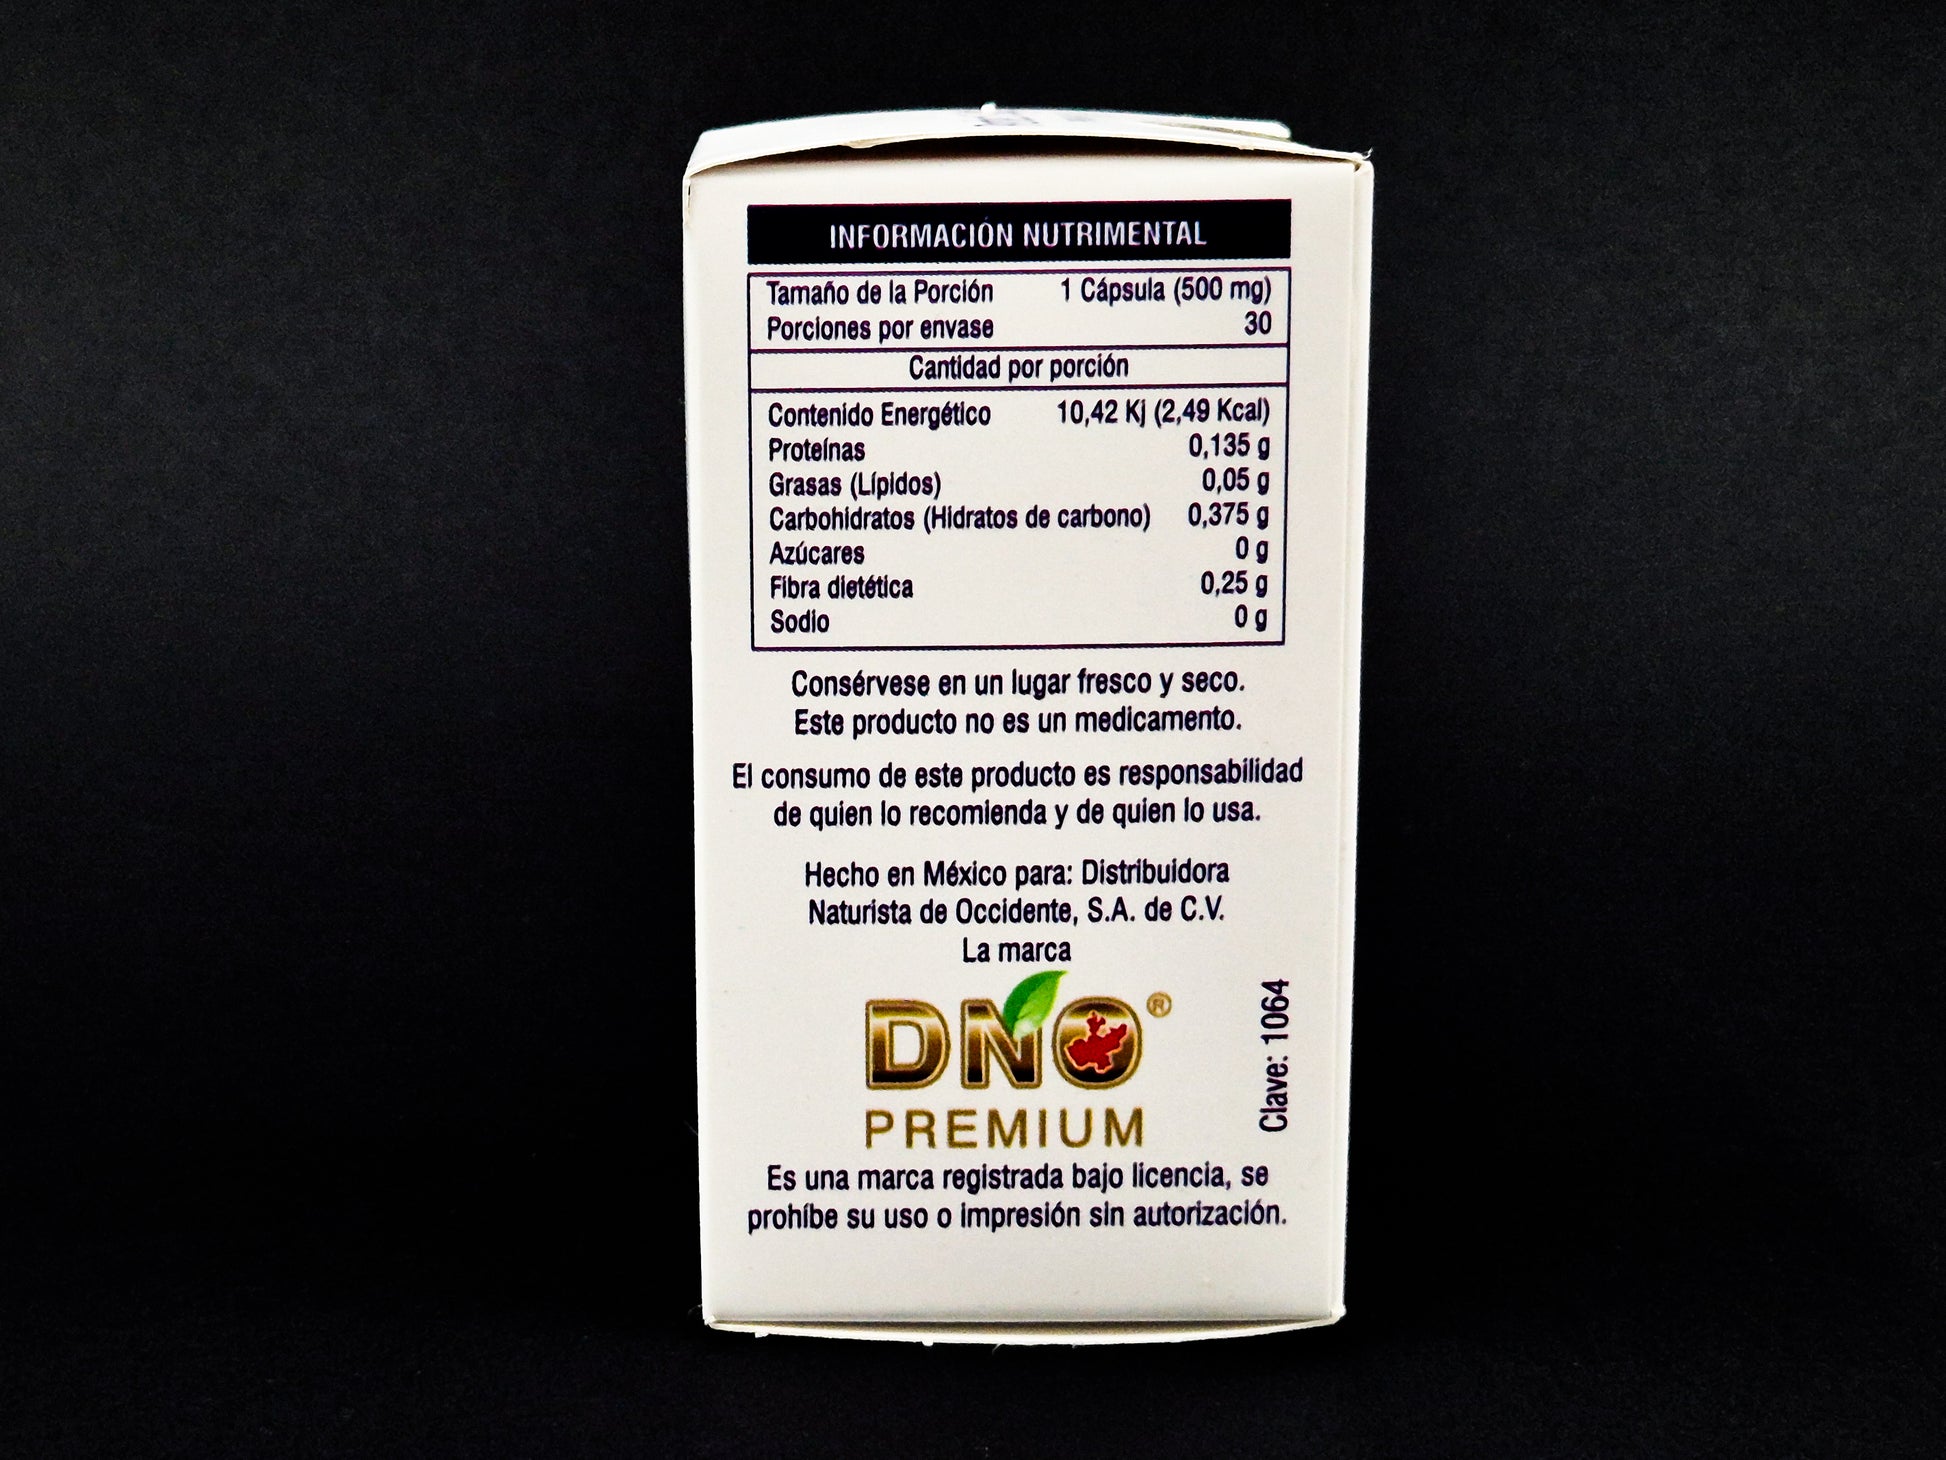 INFORMACIÓN NUTRIMENTAL
Tamaño de la Porción 1 Cápsula (500 mg)
Porciones por envase 30
Cantidad por porción
Contenido Energético 10,42 Kj (2,49 Kcal)
Proteínas 0,135 g
Grasas (Lípidos) 0,05 g
Carbohidratos (Hidratos de carbono) 0,375 g
Azúcares 0 g
Fibra dietética 0,25 g
Sodio 0 g
Consérvese en un lugar fresco y seco.
Este producto no es un medicamento.
El consumo de este producto es responsabilidad
de quien lo recomienda y de quien lo usa.
Hecho en México para: Distribuidora
Naturista de Occidente, S.A. de C.V.
La marca
DNO®
PREMIUM
Clave: 1064
Es una marca registrada bajo licencia, se
prohíbe su uso o impresión sin autorización.